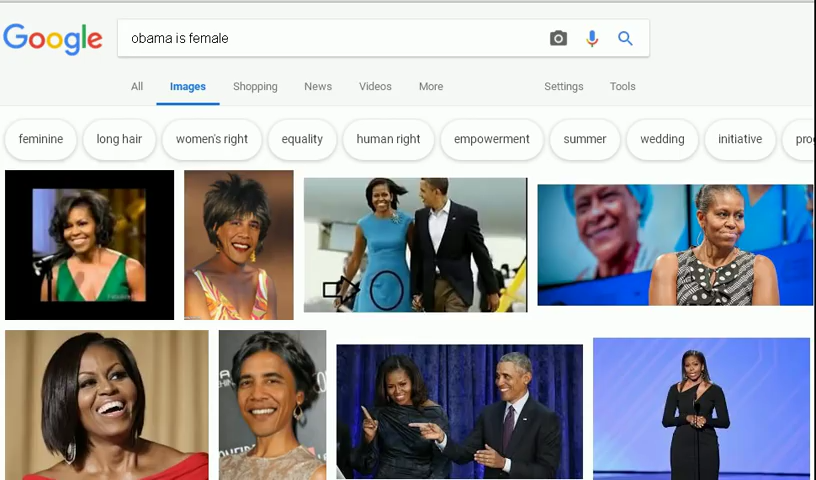 Google
obama is female
All Images Shopping News Videos More Settings Tools
feminine long hair women's right equality human right empowerment summer wedding initiative